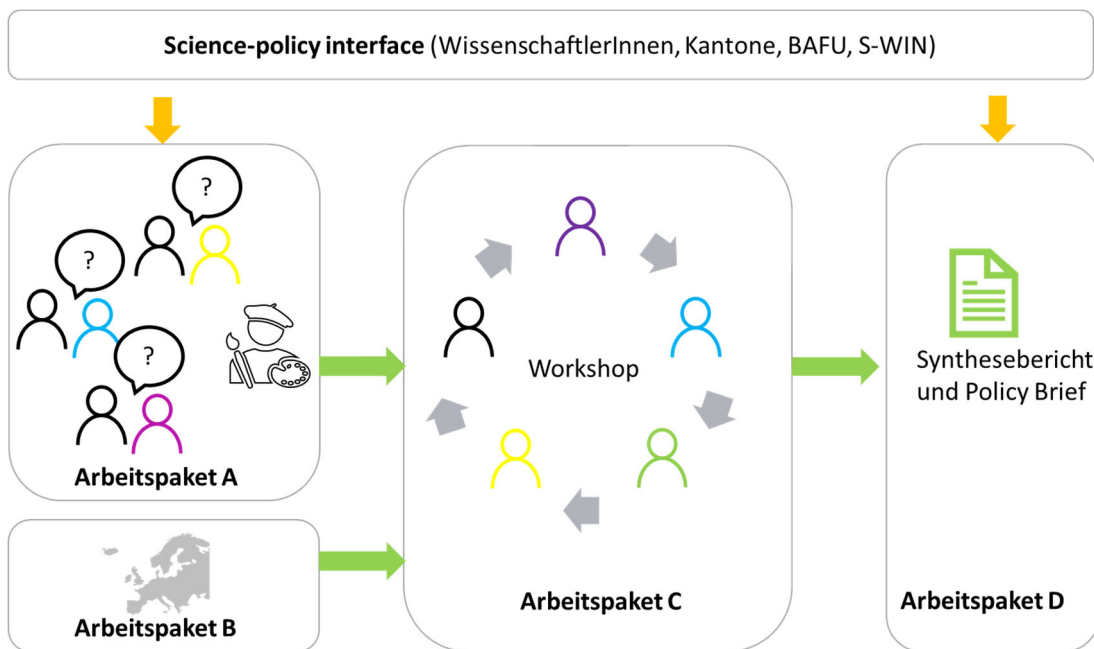 Science-policy interface (WissenschaftlerInnen, Kantone, BAFU, S-WIN)
?
?
?
Arbeitspaket A
Arbeitspaket B
Workshop
Arbeitspaket C
Synthesebericht
und Policy Brief
Arbeitspaket D